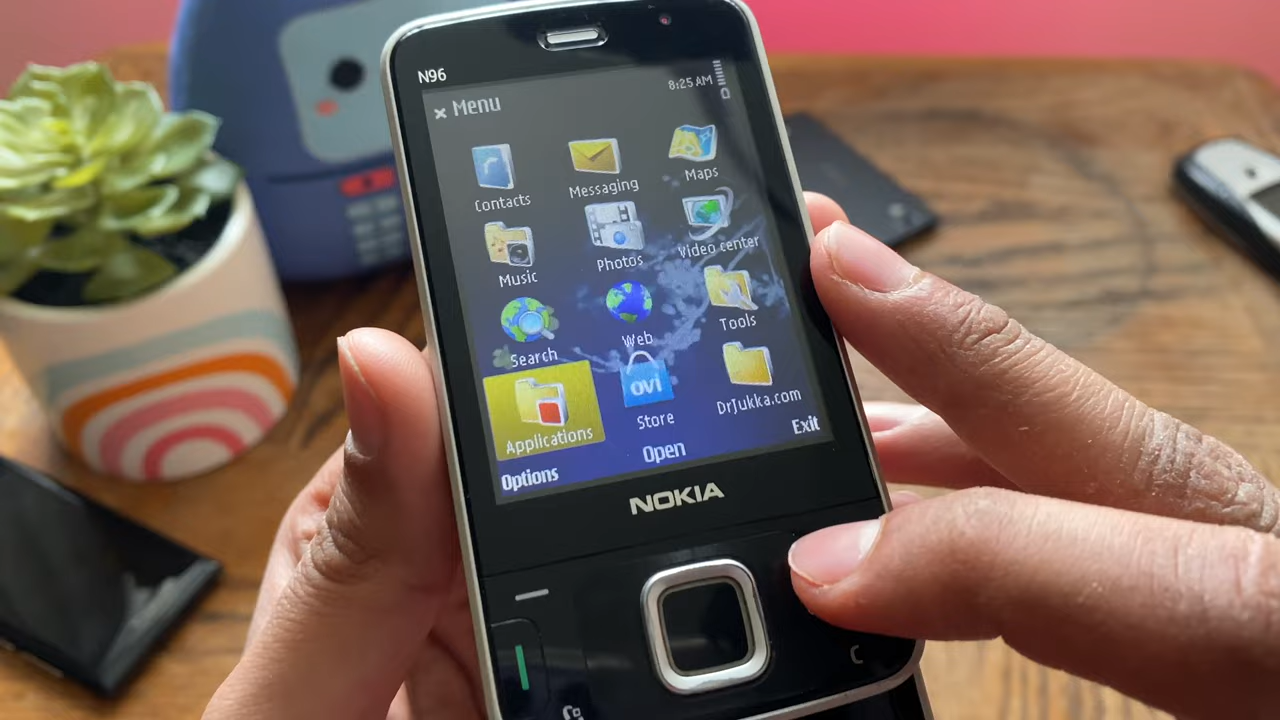 N96
8:25 AM
× Menu
Contacts
Messaging
Maps
Music
Photos
Video center
Search
Web
Tools
Applications
ovi
Store
DrJukka.com
Options
Open
Exit
NOKIA
C